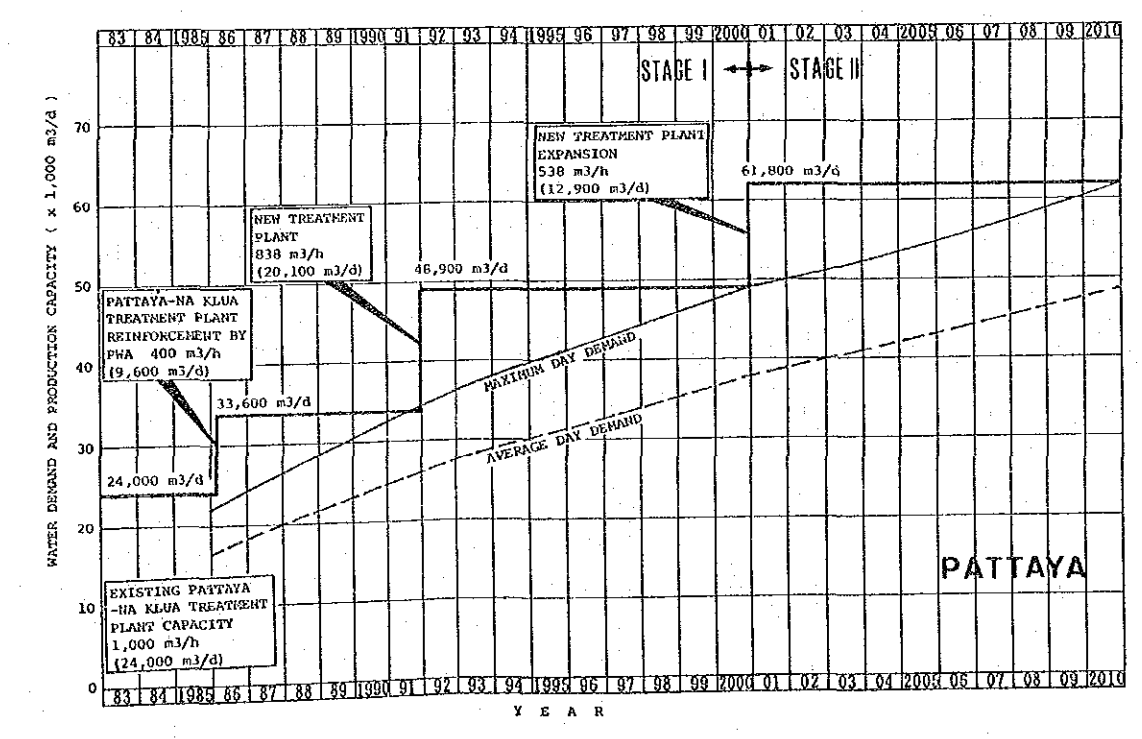 83 84 1985 86 87 88 89 1990 91 92 93 94 1995 96 97 98 99 2000 01 02 03 04 2005 06 07 08 09 2010
STAGE I STAGE II
WATER DEMAND AND PRODUCTION CAPACITY ( x 1,000 m3/d )
70
60
50
40
30
20
10
0
NEW TREATMENT PLANT
EXPANSION
538 m3/h
(12,900 m3/d)
61,800 m3/d
NEW TREATMENT
PLANT
838 m3/h
(20,100 m3/d)
48,900 m3/d
PATTAYA-NA KLUA
TREATMENT PLANT
REINFORCEMENT BY
PWA 400 m3/h
(9,600 m3/d)
33,600 m3/d
24,000 m3/d
MAXIMUM DAY DEMAND
AVERAGE DAY DEMAND
PATTAYA
EXISTING PATTAYA
-NA KLUA TREATMENT
PLANT CAPACITY
1,000 m3/h
(24,000 m3/d)
83 84 1985 86 87 88 89 1990 91 92 93 94 1995 96 97 98 99 2000 01 02 03 04 2005 06 07 08 09 2010
Y E A R